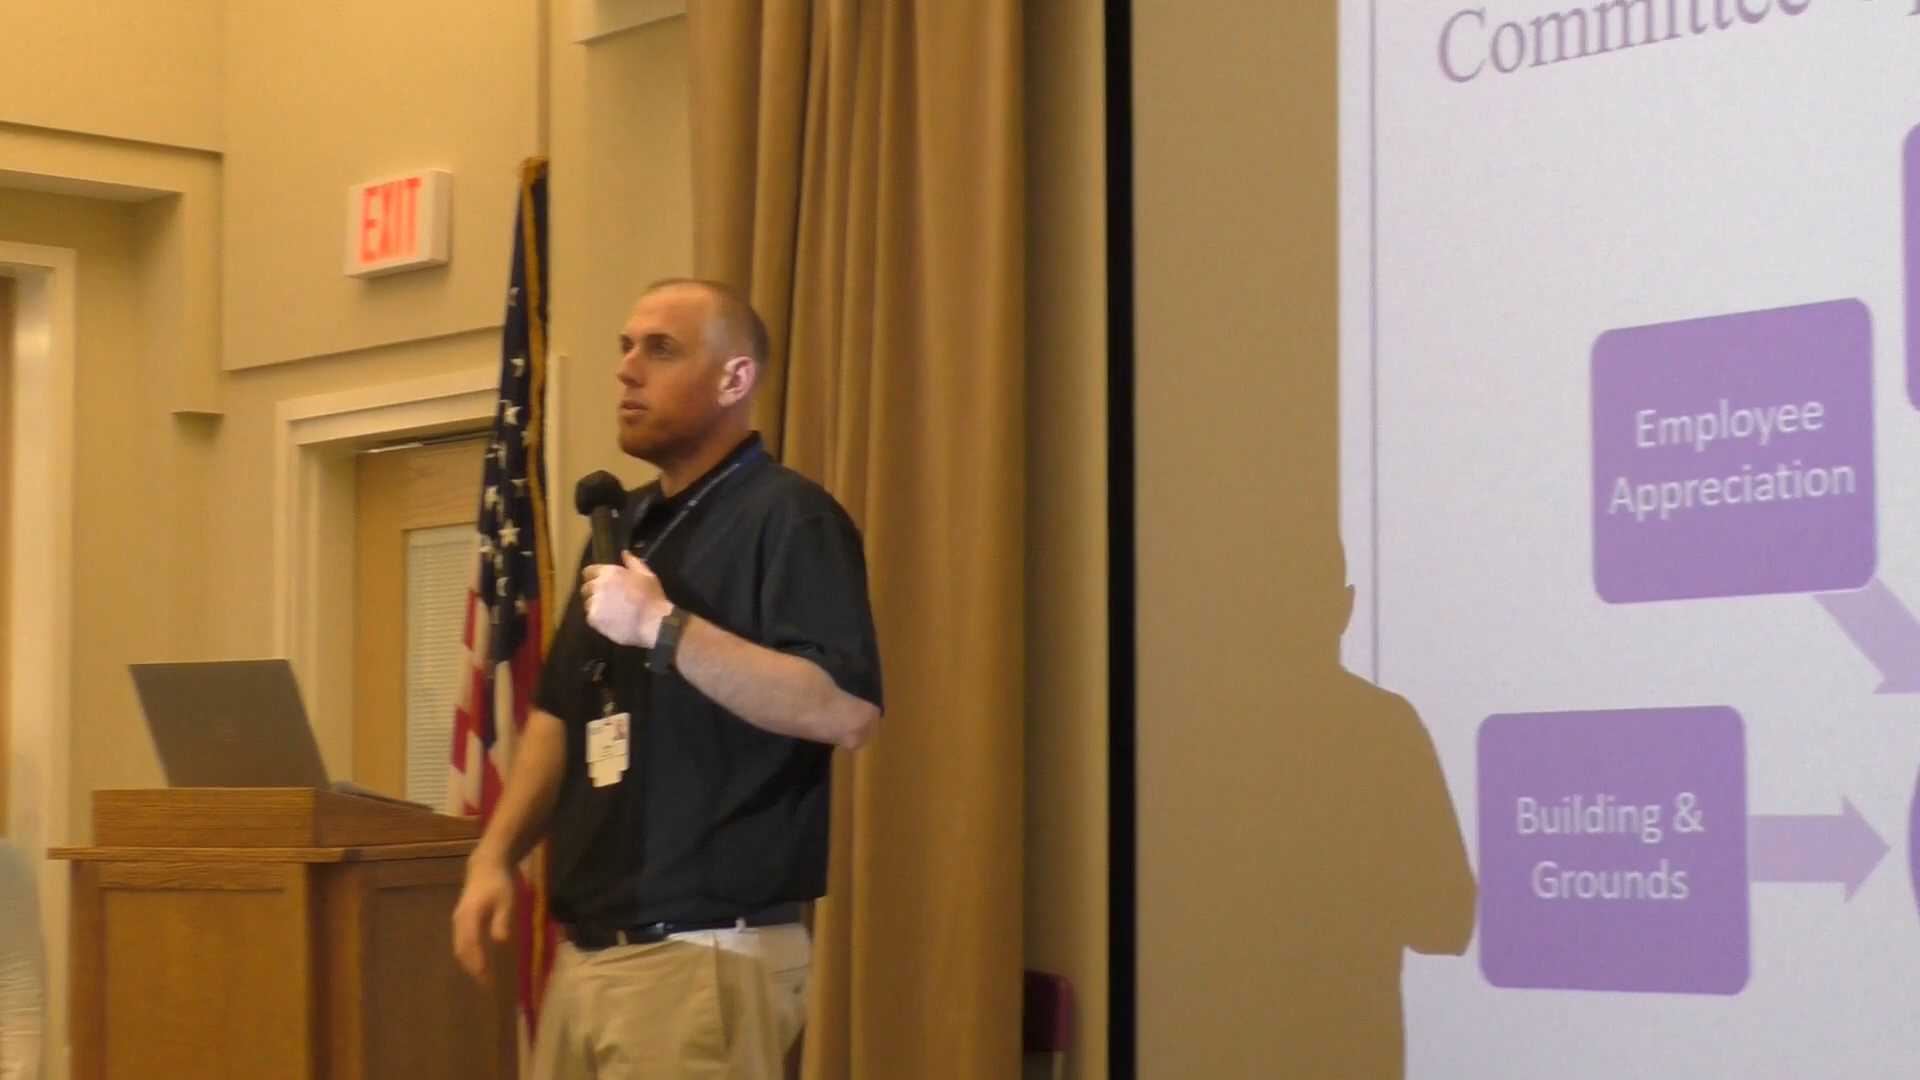 Committee
EXIT
Employee
Appreciation
Building &
Grounds